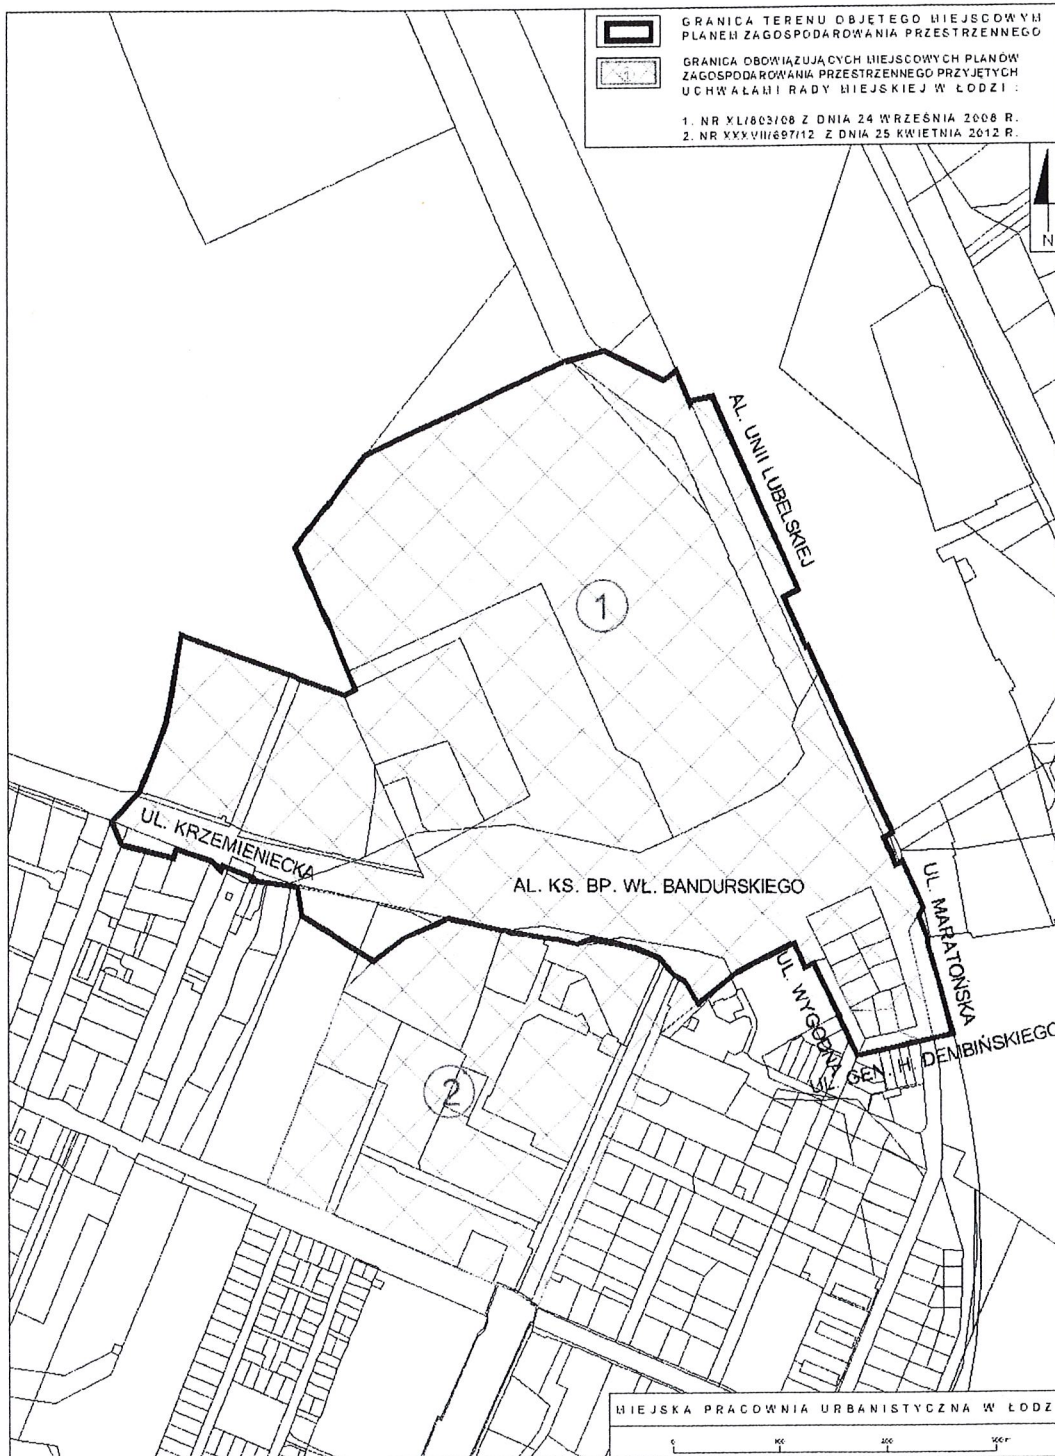 GRANICA TERENU OBJĘTEGO MIEJSCOWYM
PLANEM ZAGOSPODAROWANIA PRZESTRZENNEGO
1
GRANICA OBOWIĄZUJĄCYCH MIEJSCOWYCH PLANÓW
ZAGOSPODAROWANIA PRZESTRZENNEGO PRZYJĘTYCH
UCHWAŁAMI RADY MIEJSKIEJ W ŁODZI :
1. NR XL/803/08 Z DNIA 24 WRZEŚNIA 2008 R.
2. NR XXXVII/697/12 Z DNIA 25 KWIETNIA 2012 R.
N
AL. UNII LUBELSKIEJ
1
UL. KRZEMIENIECKA
AL. KS. BP. WŁ. BANDURSKIEGO
UL. MARATOŃSKA
UL. WYGODNA
UL. GEN. H. DEMBIŃSKIEGO
2
MIEJSKA PRACOWNIA URBANISTYCZNA W ŁODZ
0 100 200